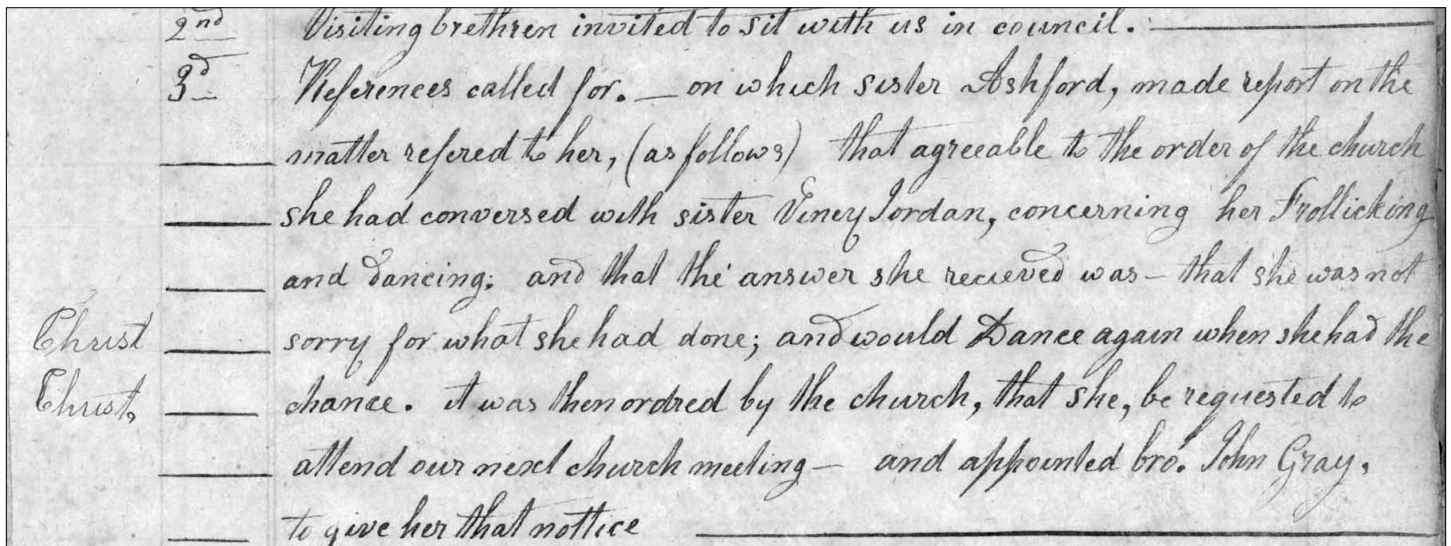 2nd Visiting brethren invited to sit with us in council. —
3d References called for. — on which sister Ashford, made report on the
matter refered to her, (as follows) that agreeable to the order of the church
she had conversed with sister Viney Jordan, concerning her Frollicking
and dancing; and that the answer she recieved was — that she was not
sorry for what she had done; and would Dance again when she had the
Christ
chance. it was then ordred by the church, that she, be requested to
Christ,
attend our next church meeting — and appointed bro. John Gray,
to give her that nottice